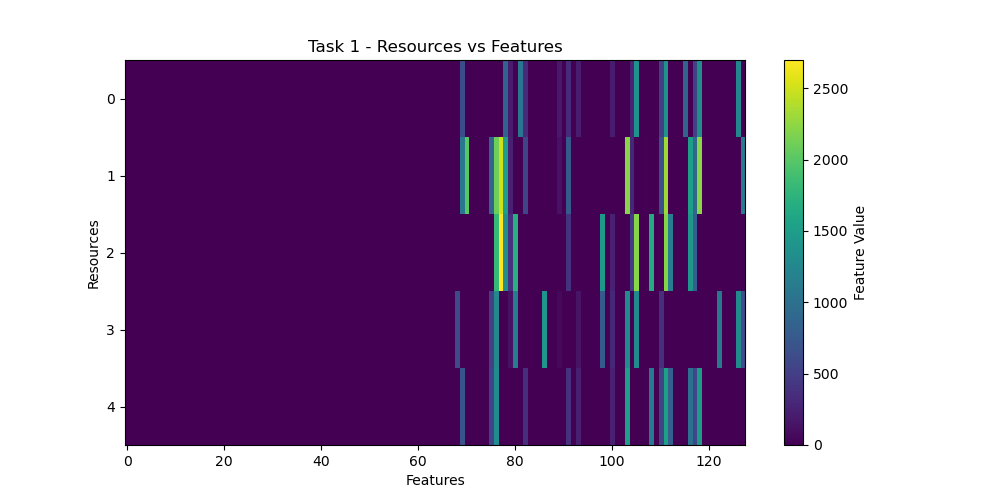 Task 1 - Resources vs Features
0
1
2
3
4
Resources
0 20 40 60 80 100 120
Features
2500
2000
1500
1000
500
0
Feature Value